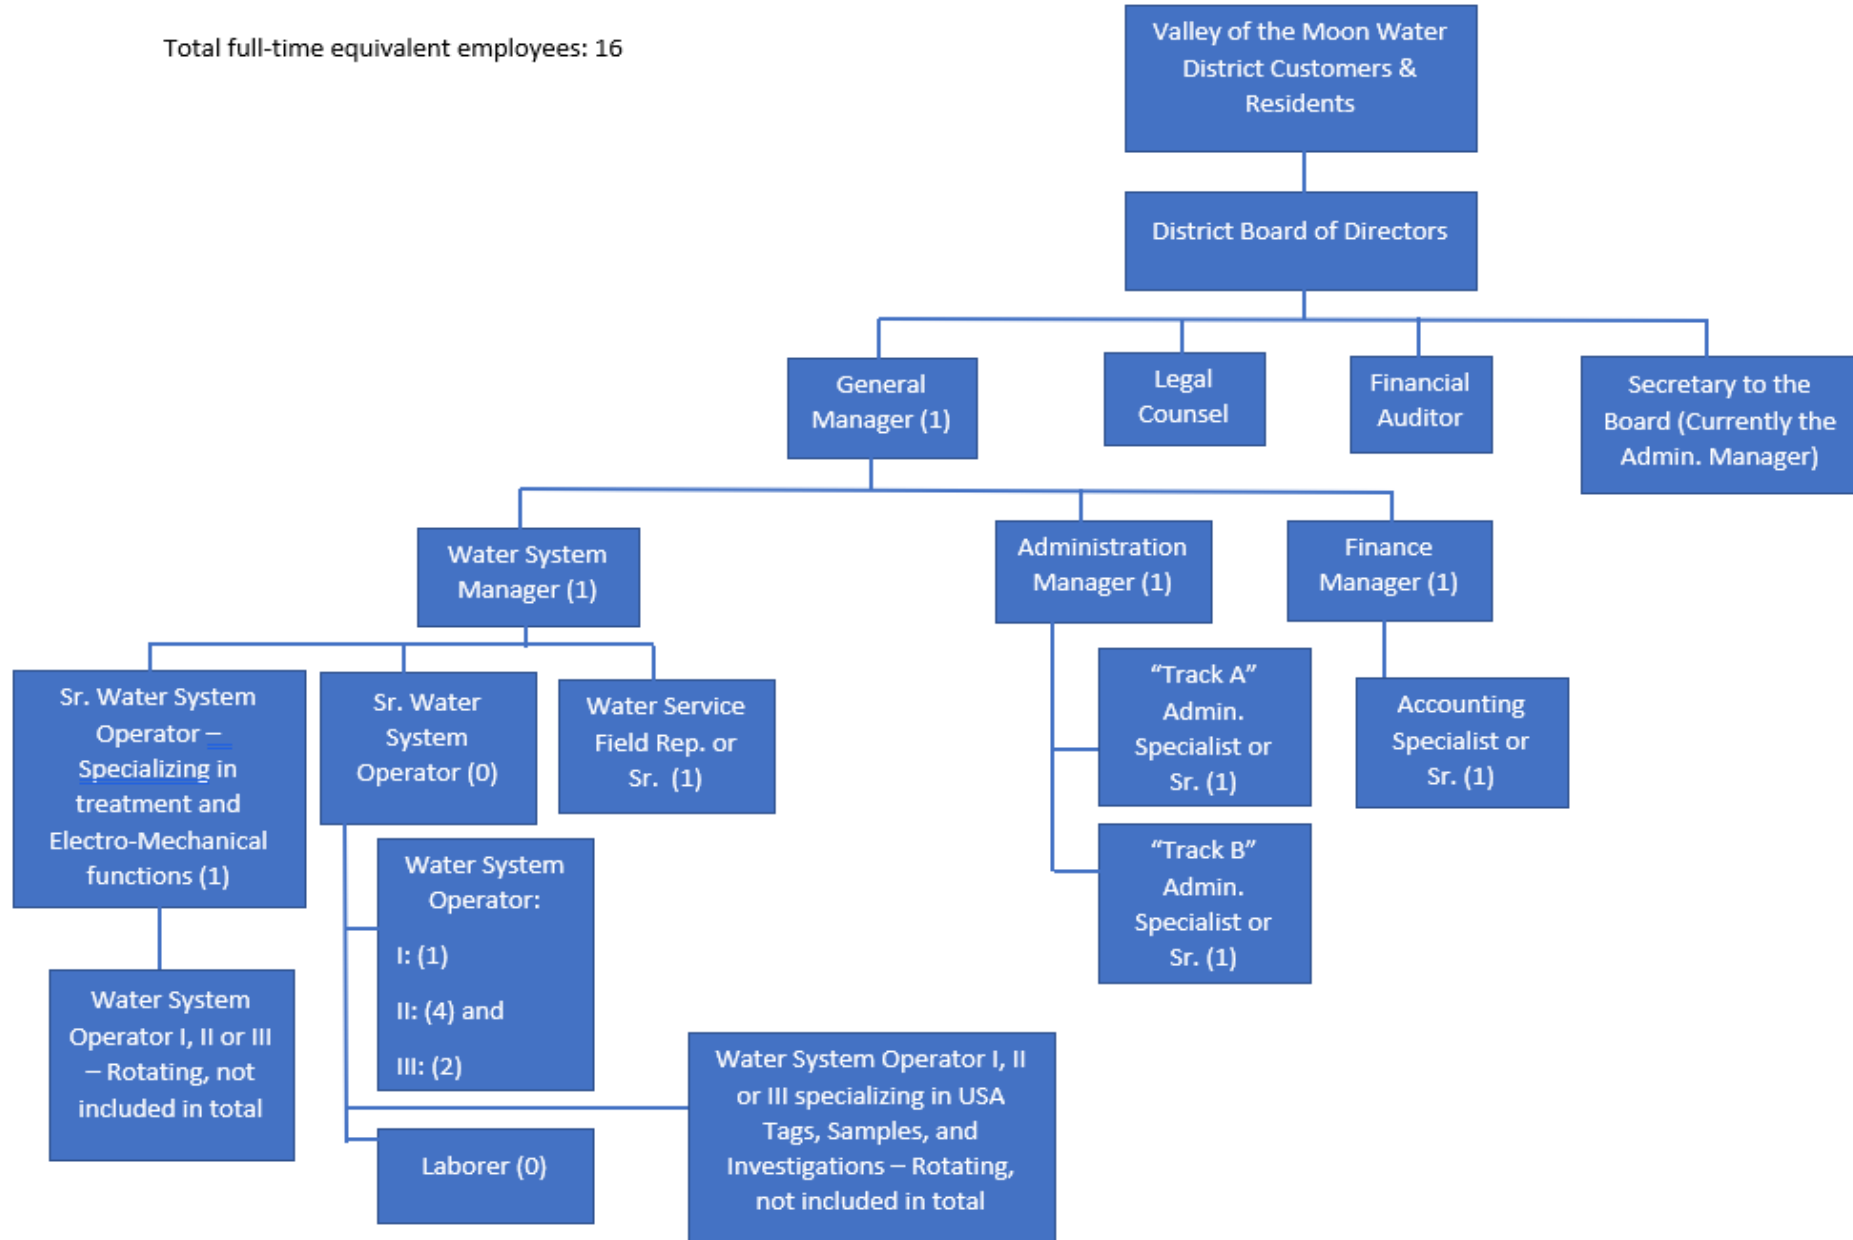 Total full-time equivalent employees: 16
Valley of the Moon Water
District Customers &
Residents
District Board of Directors
General
Manager (1)
Legal
Counsel
Financial
Auditor
Secretary to the
Board (Currently the
Admin. Manager)
Water System
Manager (1)
Administration
Manager (1)
Finance
Manager (1)
Sr. Water System
Operator –
Specializing in
treatment and
Electro-Mechanical
functions (1)
Sr. Water
System
Operator (0)
Water Service
Field Rep. or
Sr. (1)
“Track A”
Admin.
Specialist or
Sr. (1)
Accounting
Specialist or
Sr. (1)
“Track B”
Admin.
Specialist or
Sr. (1)
Water System
Operator:
I: (1)
II: (4) and
III: (2)
Water System
Operator I, II or III
– Rotating, not
included in total
Water System Operator I, II
or III specializing in USA
Tags, Samples, and
Investigations – Rotating,
not included in total
Laborer (0)